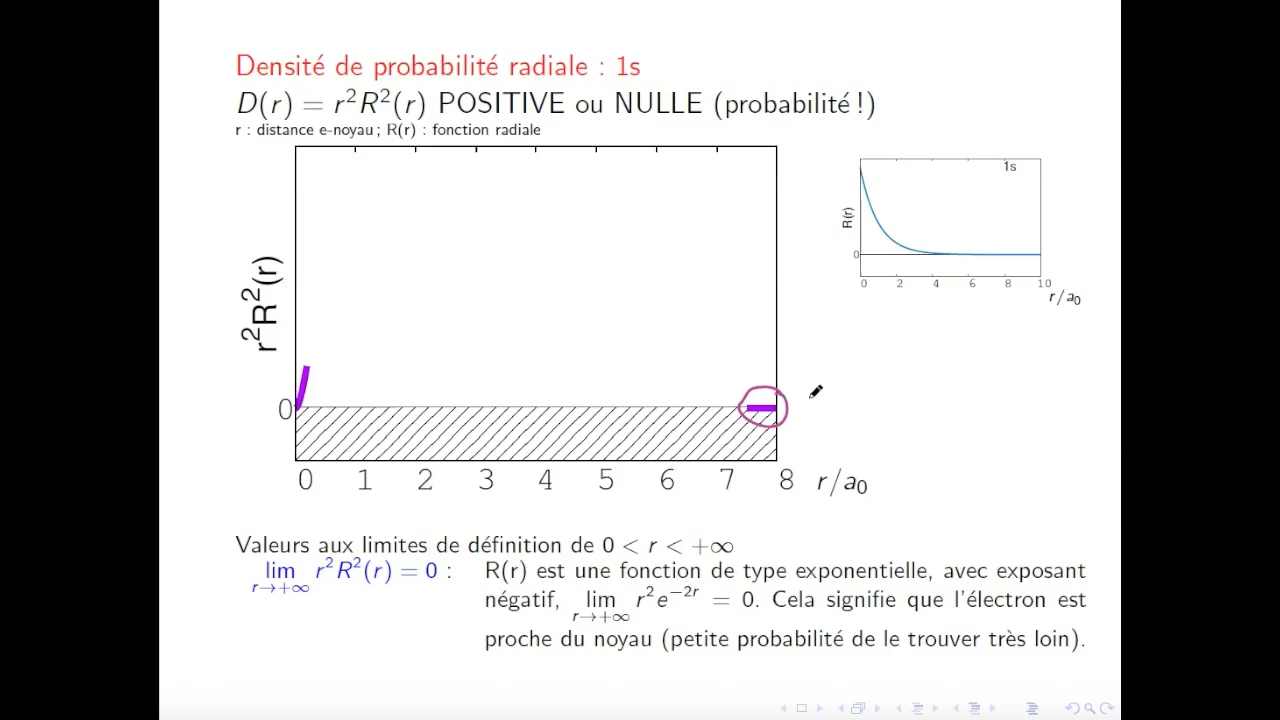 Densité de probabilité radiale : 1s
D(r) = r²R²(r) POSITIVE ou NULLE (probabilité !)
r : distance e-noyau ; R(r) : fonction radiale
r²R²(r)
0
0 1 2 3 4 5 6 7 8 r/a₀
1s
R(r)
0
0 2 4 6 8 10
r/a₀
Valeurs aux limites de définition de 0 < r < +∞
lim r²R²(r) = 0 :
r→+∞
R(r) est une fonction de type exponentielle, avec exposant
négatif, lim r²e⁻²ʳ = 0. Cela signifie que l'électron est
r→+∞
proche du noyau (petite probabilité de le trouver très loin).